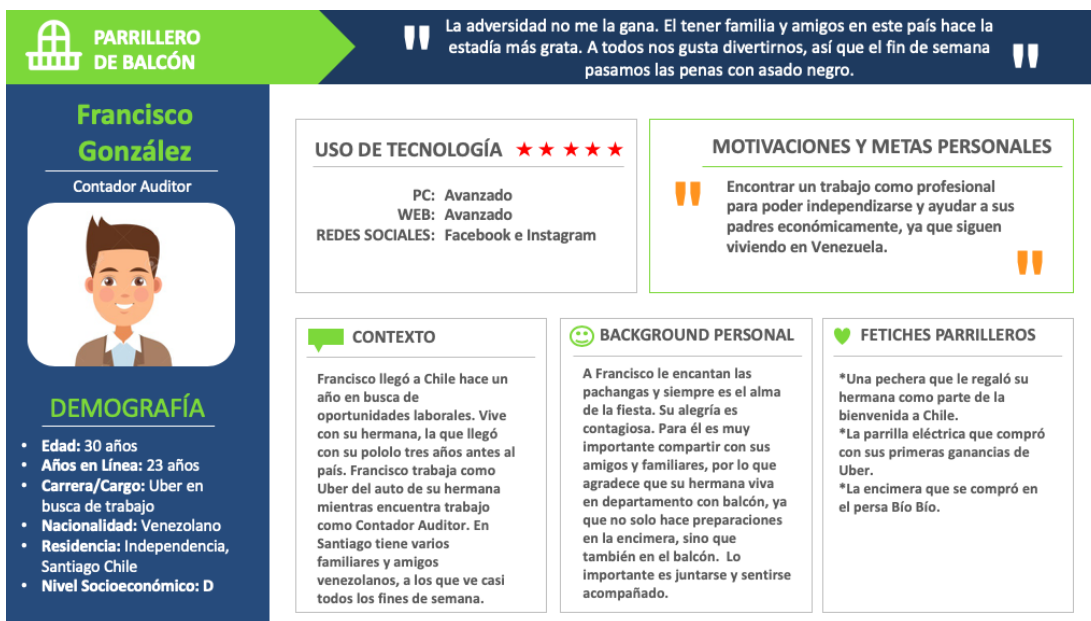 PARRILLERO
DE BALCÓN
" La adversidad no me la gana. El tener familia y amigos en este país hace la
estadía más grata. A todos nos gusta divertirnos, así que el fin de semana
pasamos las penas con asado negro. "
Francisco
González
Contador Auditor
DEMOGRAFÍA
• Edad: 30 años
• Años en Línea: 23 años
• Carrera/Cargo: Uber en
busca de trabajo
• Nacionalidad: Venezolano
• Residencia: Independencia,
Santiago Chile
• Nivel Socioeconómico: D
USO DE TECNOLOGÍA ★ ★ ★ ★ ★
PC: Avanzado
WEB: Avanzado
REDES SOCIALES: Facebook e Instagram
MOTIVACIONES Y METAS PERSONALES
" Encontrar un trabajo como profesional
para poder independizarse y ayudar a sus
padres económicamente, ya que siguen
viviendo en Venezuela. "
CONTEXTO
Francisco llegó a Chile hace un
año en busca de
oportunidades laborales. Vive
con su hermana, la que llegó
con su pololo tres años antes al
país. Francisco trabaja como
Uber del auto de su hermana
mientras encuentra trabajo
como Contador Auditor. En
Santiago tiene varios
familiares y amigos
venezolanos, a los que ve casi
todos los fines de semana.
BACKGROUND PERSONAL
A Francisco le encantan las
pachangas y siempre es el alma
de la fiesta. Su alegría es
contagiosa. Para él es muy
importante compartir con sus
amigos y familiares, por lo que
agradece que su hermana viva
en departamento con balcón, ya
que no solo hace preparaciones
en la encimera, sino que
también en el balcón. Lo
importante es juntarse y sentirse
acompañado.
FETICHES PARRILLEROS
*Una pechera que le regaló su
hermana como parte de la
bienvenida a Chile.
*La parrilla eléctrica que compró
con sus primeras ganancias de
Uber.
*La encimera que se compró en
el persa Bío Bío.